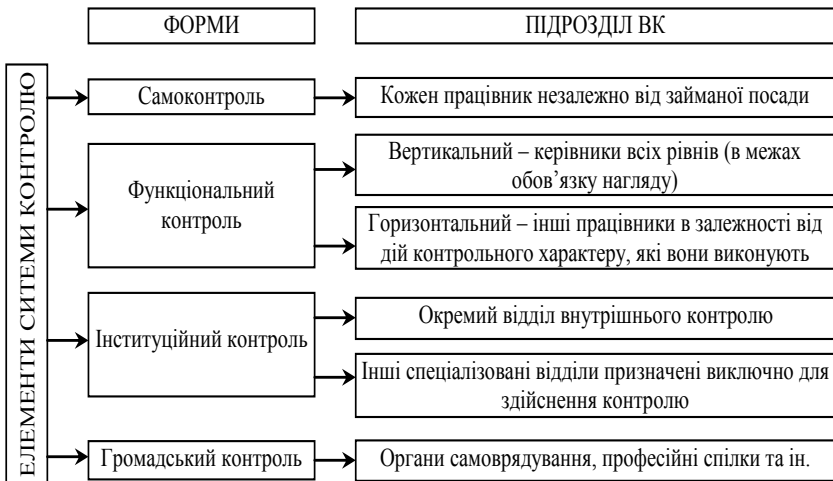 ФОРМИ
ПІДРОЗДІЛ ВК
ЕЛЕМЕНТИ СИТЕМИ КОНТРОЛЮ
Самоконтроль
Кожен працівник незалежно від займаної посади
Функціональний
контроль
Вертикальний – керівники всіх рівнів (в межах
обов’язку нагляду)
Горизонтальний – інші працівники в залежності від
дій контрольного характеру, які вони виконують
Інституційний контроль
Окремий відділ внутрішнього контролю
Інші спеціалізовані відділи призначені виключно для
здійснення контролю
Громадський контроль
Органи самоврядування, професійні спілки та ін.